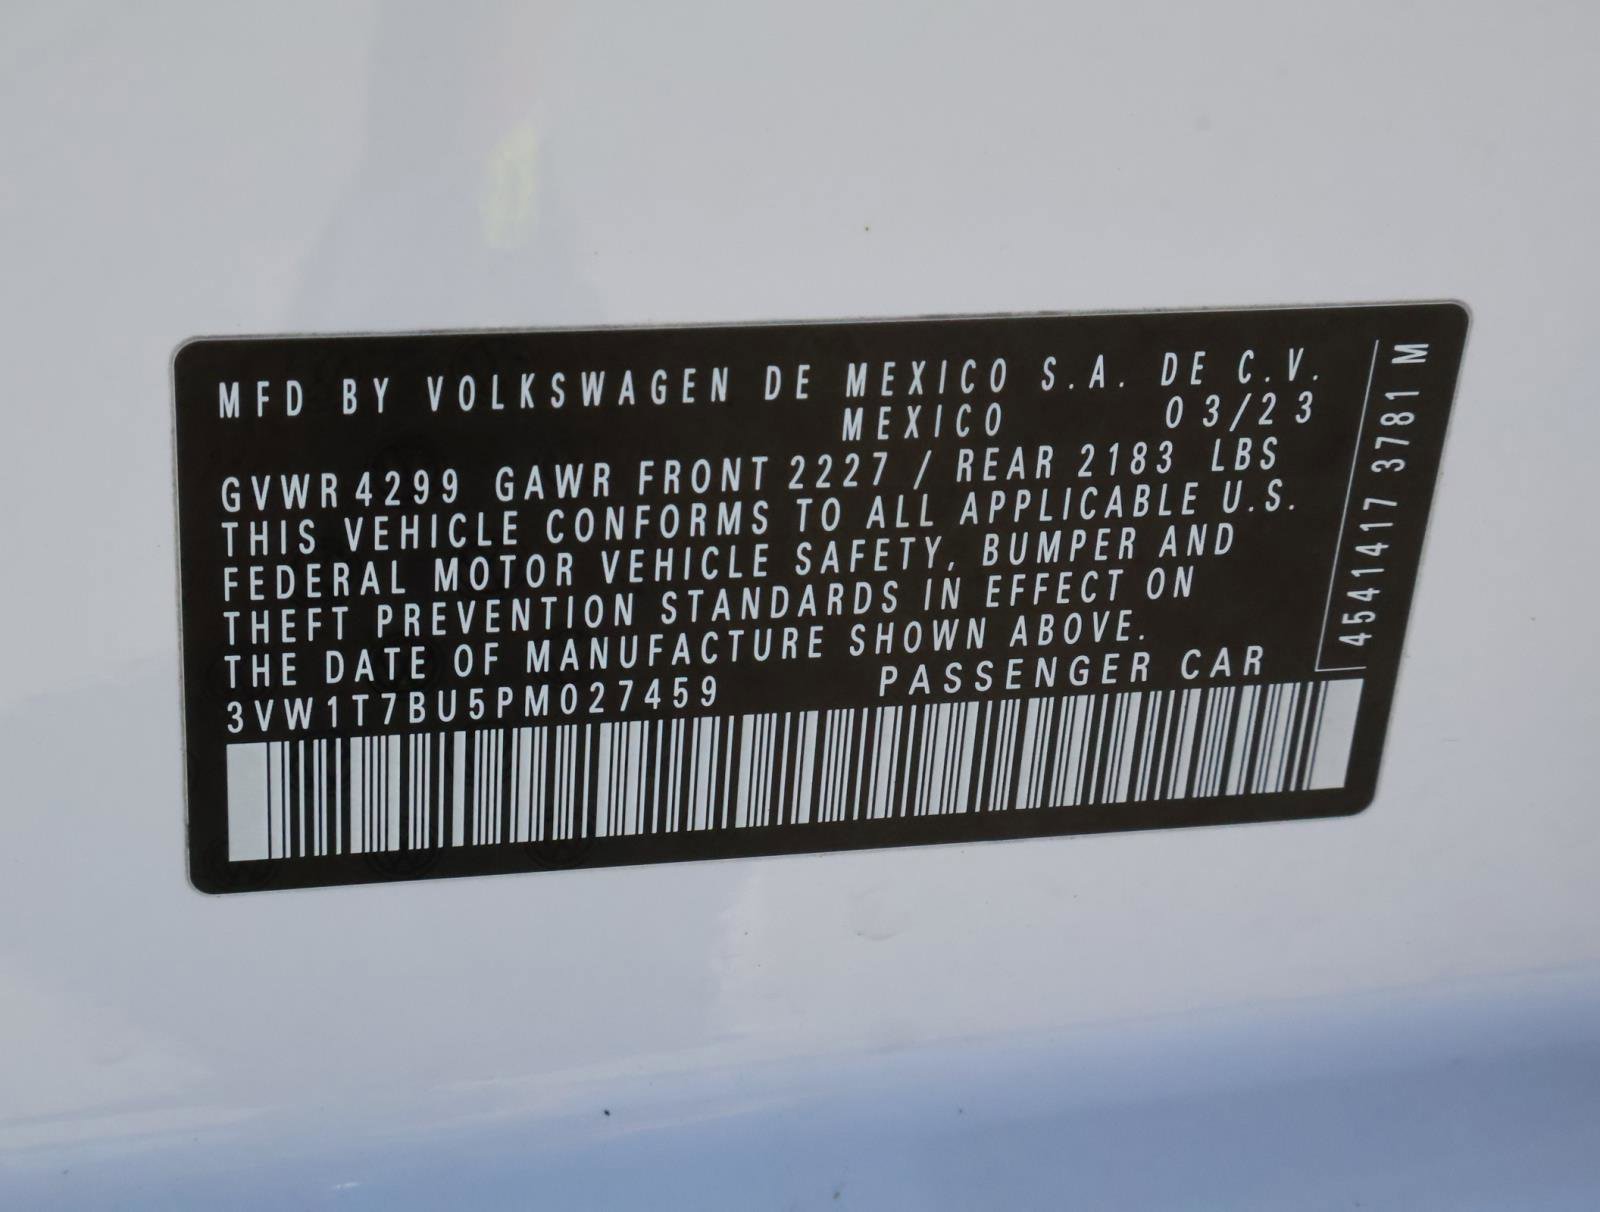 MFD BY VOLKSWAGEN DE MEXICO S.A. DE C.V.
MEXICO 03/23
GVWR 4299 GAWR FRONT 2227 / REAR 2183 LBS
THIS VEHICLE CONFORMS TO ALL APPLICABLE U.S.
FEDERAL MOTOR VEHICLE SAFETY, BUMPER AND
THEFT PREVENTION STANDARDS IN EFFECT ON
THE DATE OF MANUFACTURE SHOWN ABOVE.
3VW1T7BU5PM027459 PASSENGER CAR
4541417 3781 M